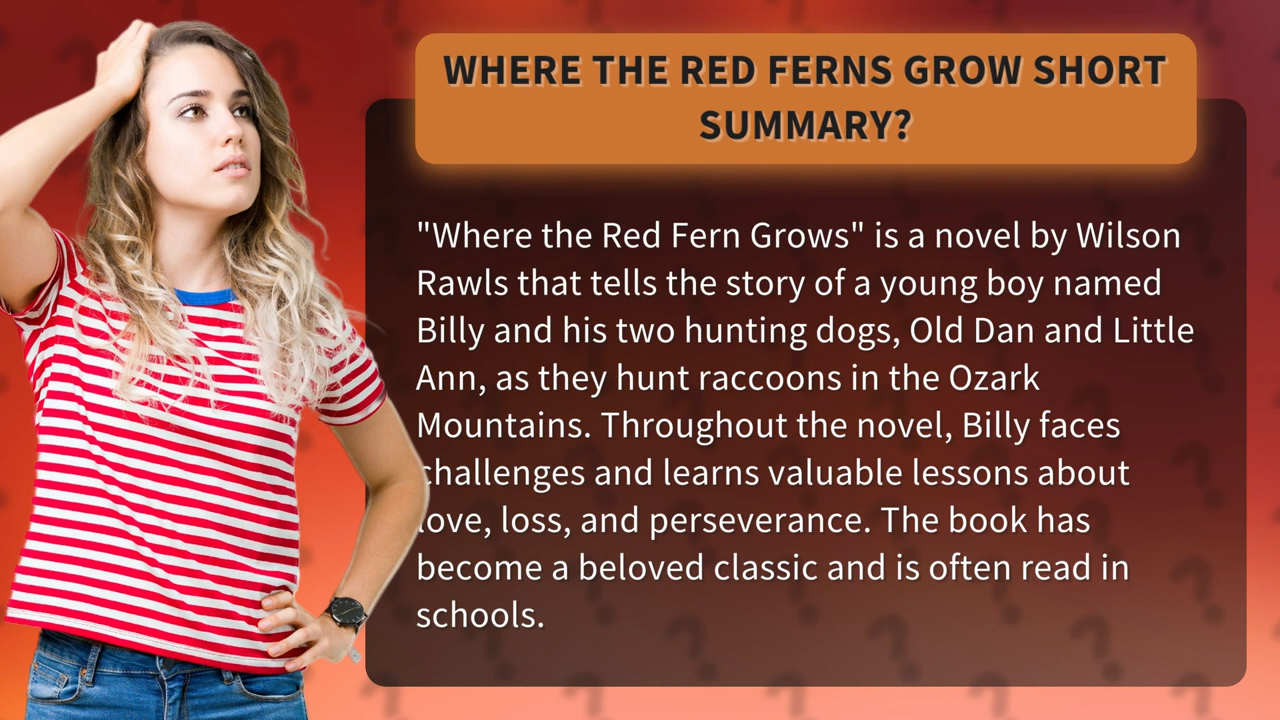 WHERE THE RED FERNS GROW SHORT
SUMMARY?
"Where the Red Fern Grows" is a novel by Wilson
Rawls that tells the story of a young boy named
Billy and his two hunting dogs, Old Dan and Little
Ann, as they hunt raccoons in the Ozark
Mountains. Throughout the novel, Billy faces
challenges and learns valuable lessons about
love, loss, and perseverance. The book has
become a beloved classic and is often read in
schools.